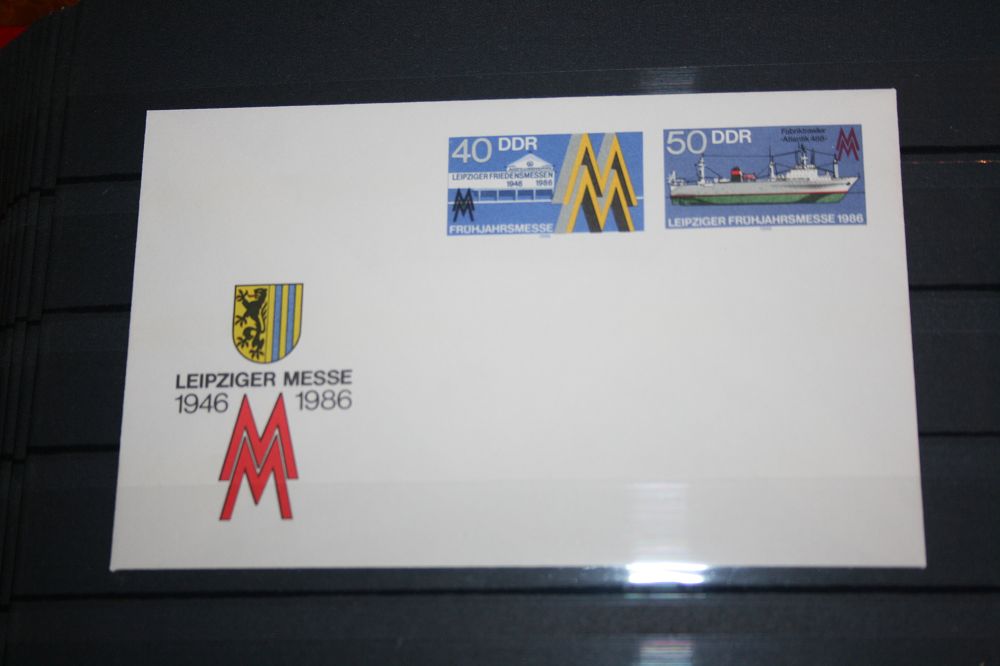 40 DDR
LEIPZIGER FRIEDENSMESSEN
1946 1986
FRÜHJAHRSMESSE
50 DDR
Fabriktrawler
»Atlantik 488«
LEIPZIGER FRÜHJAHRSMESSE 1986
LEIPZIGER MESSE
1946 1986
MM